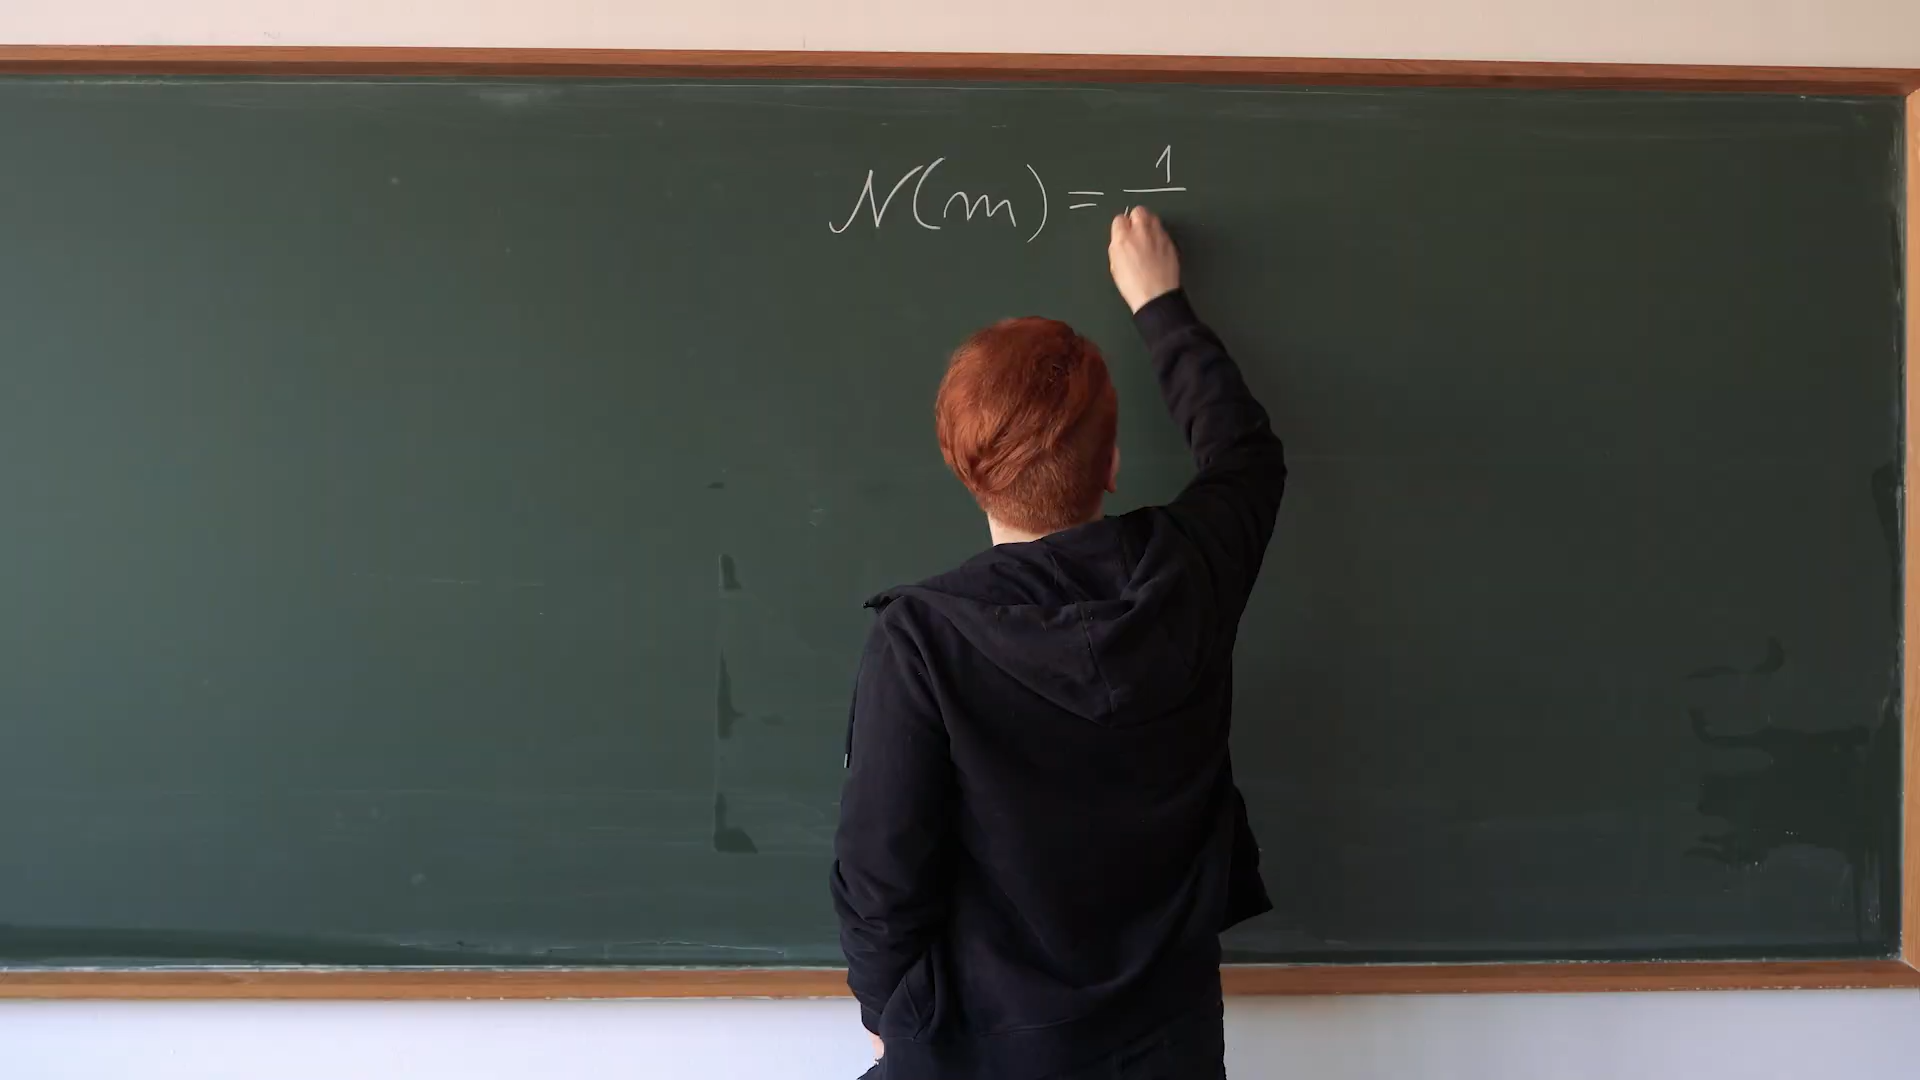 N(m) = 1/